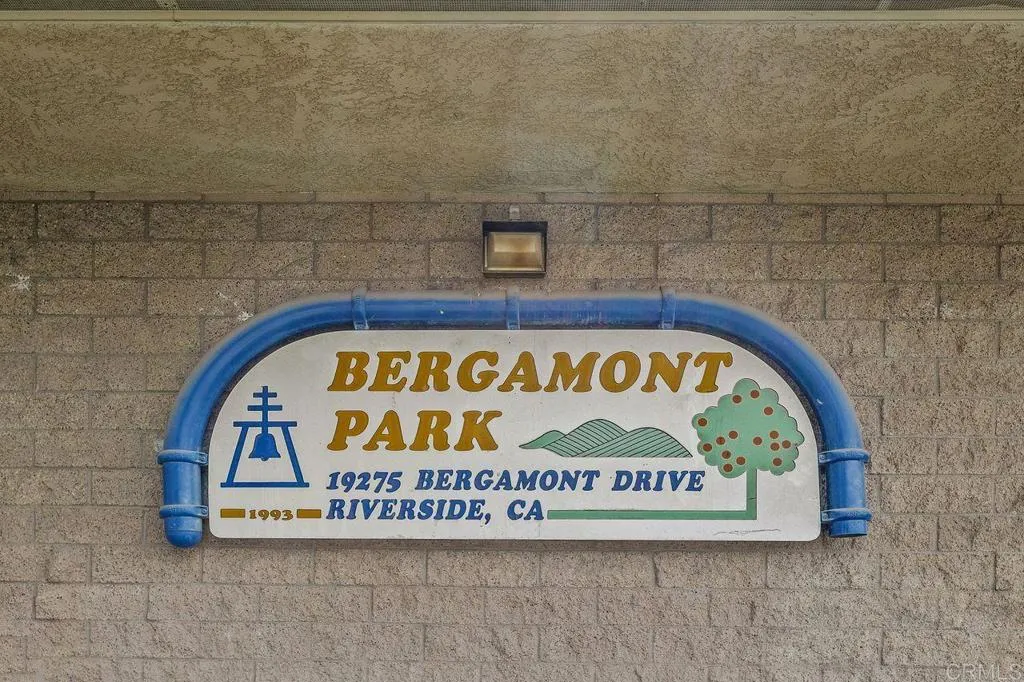 BERGAMONT
PARK
19275 BERGAMONT DRIVE
1993 RIVERSIDE, CA
CRMLS